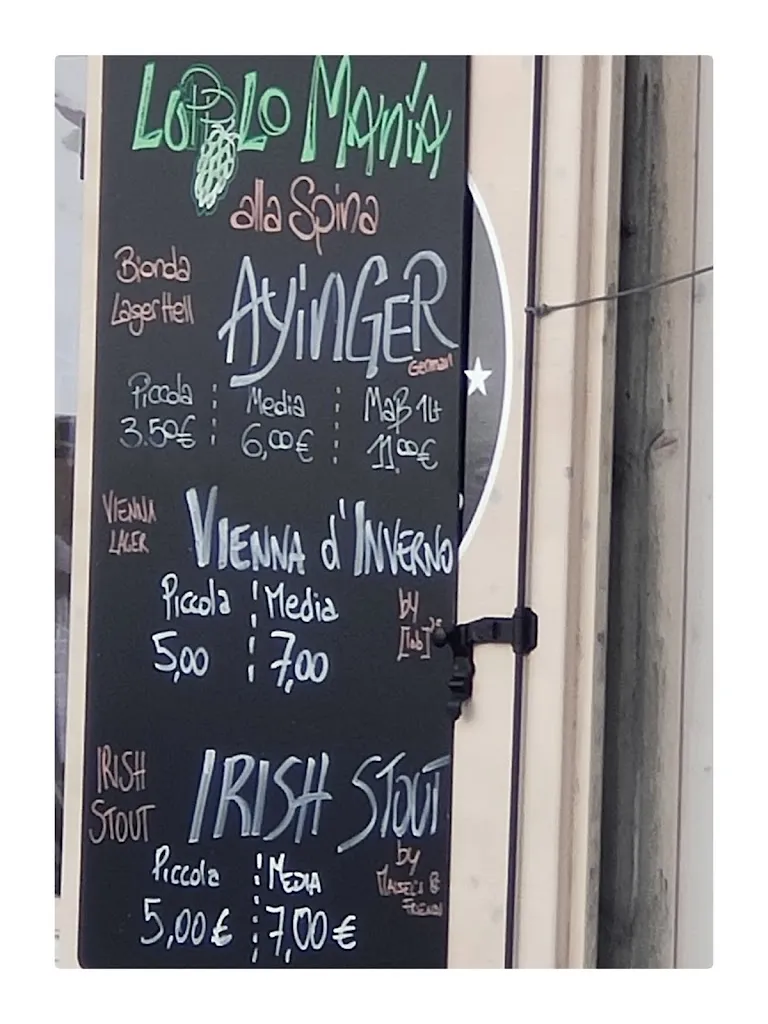 LUPPOLO MANIA
alla Spina
Bionda
Lager Hell
AYINGER
German
Piccola Media Maß 1Lt
3.50€ 6,00€ 11,00€
VIENNA
LAGER
VIENNA d'INVERNO
Piccola Media
by
5,00 7,00
IRISH
STOUT
IRISH STOUT
Piccola MEDIA
by
MAISEL'S &
FRIENDS
5,00€ 7,00€